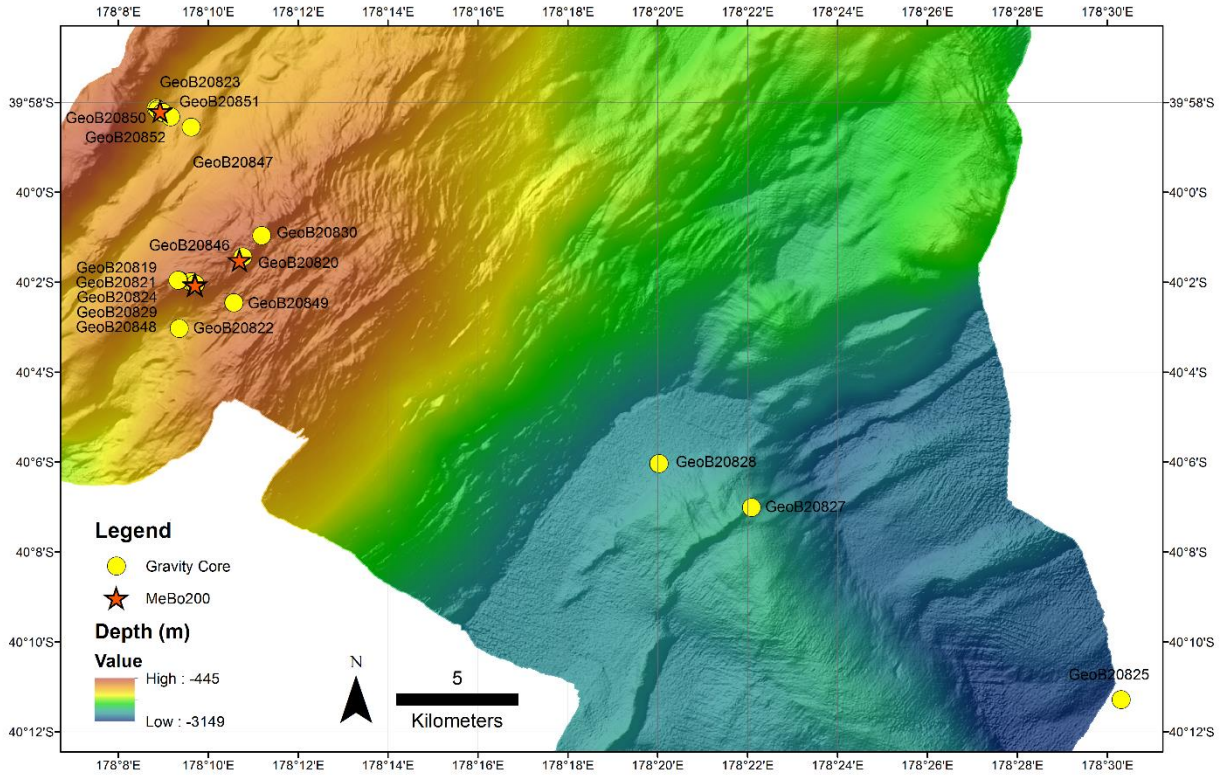 178°8'E 178°10'E 178°12'E 178°14'E 178°16'E 178°18'E 178°20'E 178°22'E 178°24'E 178°26'E 178°28'E 178°30'E
GeoB20823
39°58'S GeoB20851 39°58'S
GeoB20850
GeoB20852
GeoB20847
40°0'S 40°0'S
GeoB20830
GeoB20846
GeoB20820
GeoB20819
40°2'S GeoB20821 40°2'S
GeoB20824
GeoB20849
GeoB20829
GeoB20848 GeoB20822
40°4'S 40°4'S
40°6'S GeoB20828 40°6'S
GeoB20827
Legend
40°8'S 40°8'S
Gravity Core
MeBo200
Depth (m)
40°10'S 40°10'S
Value
N
High : -445
5
GeoB20825
Low : -3149
Kilometers
40°12'S 40°12'S
178°8'E 178°10'E 178°12'E 178°14'E 178°16'E 178°18'E 178°20'E 178°22'E 178°24'E 178°26'E 178°28'E 178°30'E